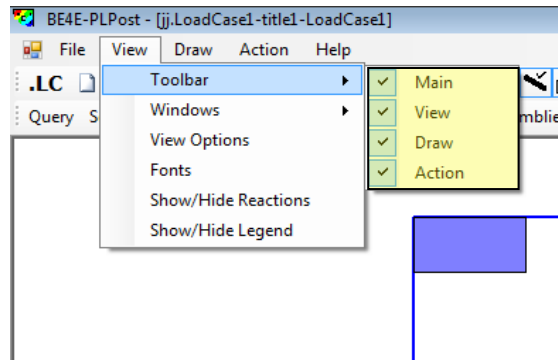 BE4E-PLPost - [jj.LoadCase1-title1-LoadCase1]
File View Draw Action Help
.LC
Query
Toolbar
Windows
View Options
Fonts
Show/Hide Reactions
Show/Hide Legend
Main
View
Draw
Action